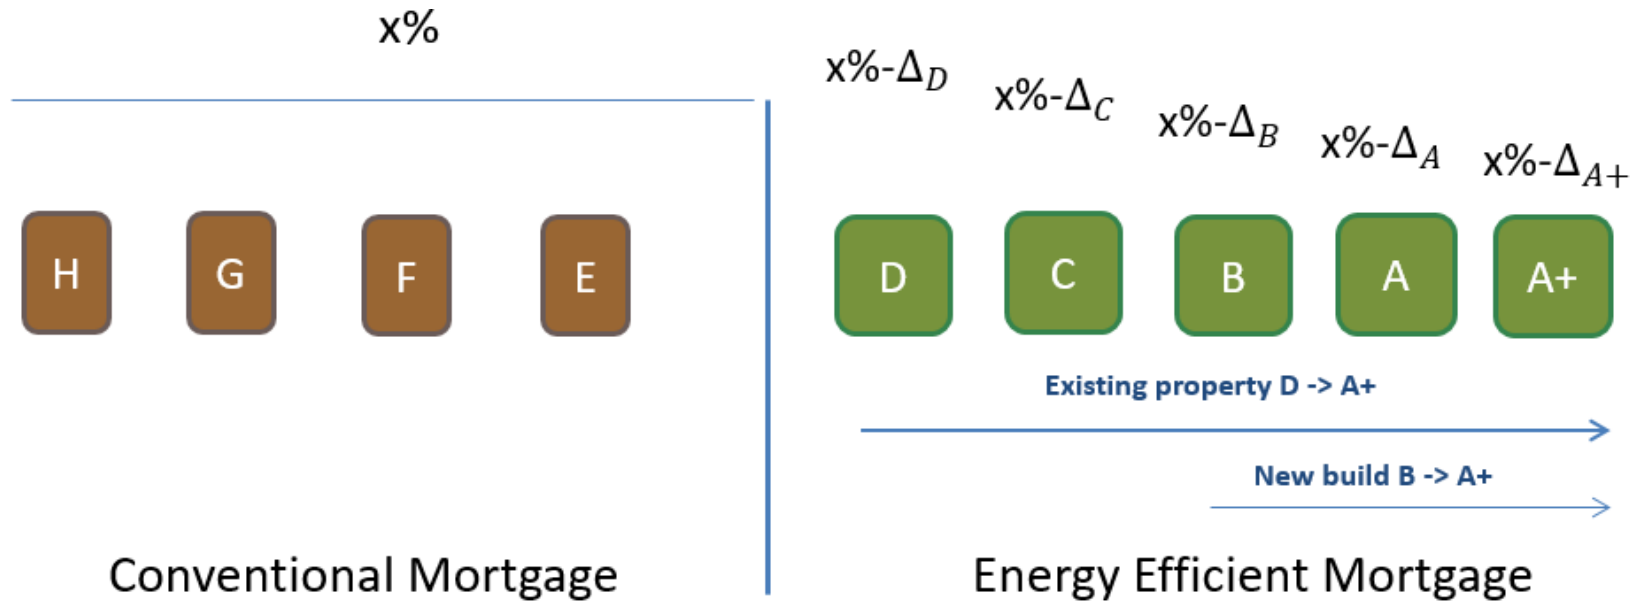 x%
x%-Δ_D
x%-Δ_C
x%-Δ_B
x%-Δ_A
x%-Δ_A+
H G F E
D C B A A+
Existing property D -> A+
New build B -> A+
Conventional Mortgage
Energy Efficient Mortgage